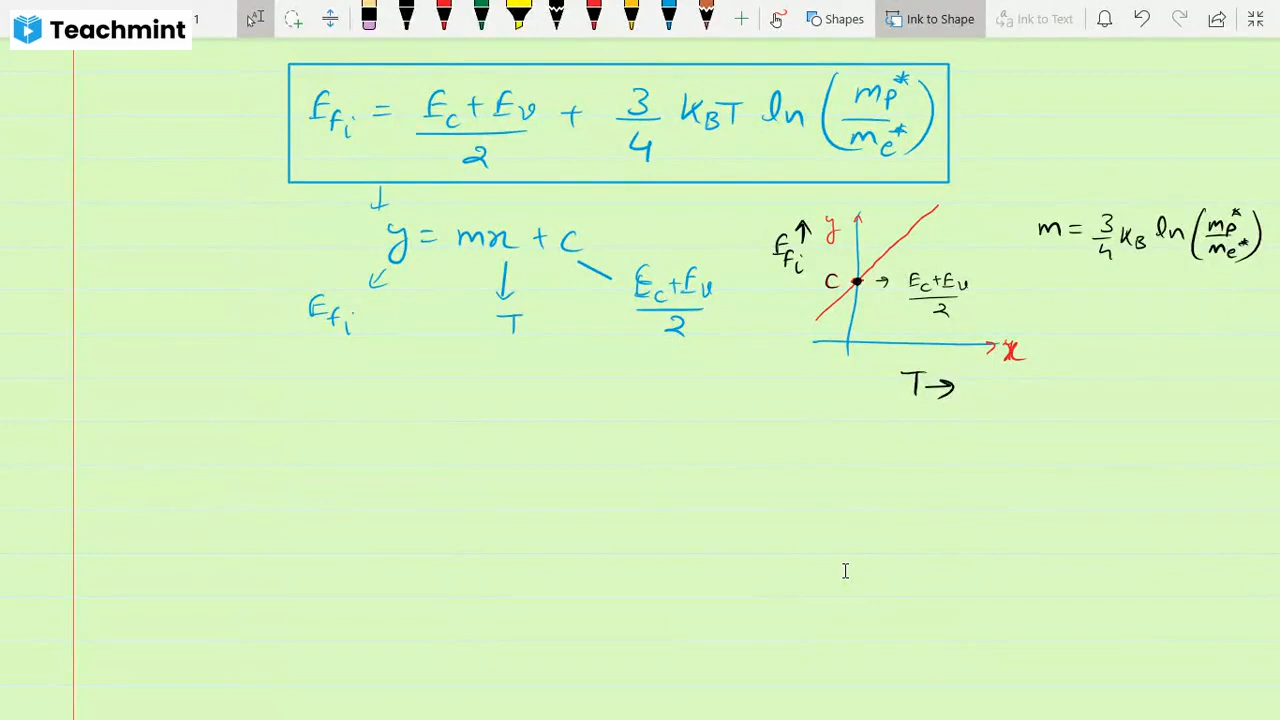 Teachmint
1
Shapes
Ink to Shape
Ink to Text
E_fi = (E_c + E_v)/2 + 3/4 k_B T ln (m_p*/m_e*)
↓
y = mx + c
E_fi
T
(E_c + E_v)/2
E_fi ↑
y
c → (E_c + E_v)/2
x
T →
m = 3/4 k_B ln (m_p*/m_e*)